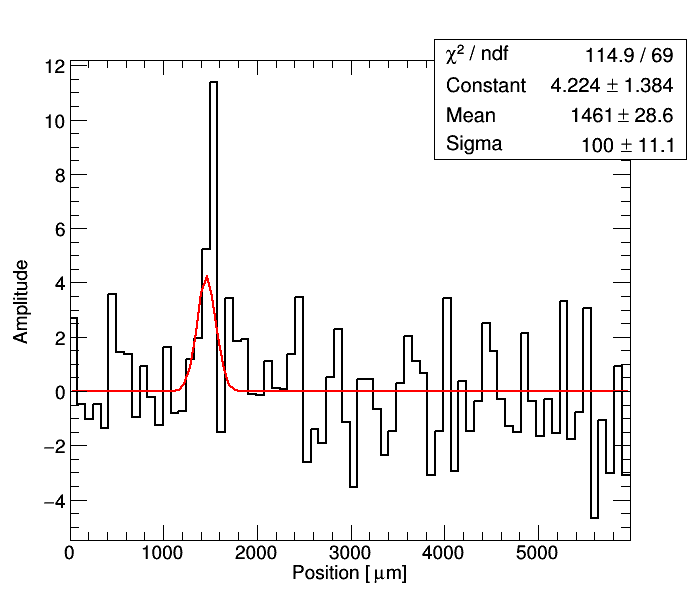 χ² / ndf 114.9 / 69
Constant 4.224 ± 1.384
Mean 1461 ± 28.6
Sigma 100 ± 11.1
12
10
8
6
4
2
0
−2
−4
Amplitude
0 1000 2000 3000 4000 5000
Position [ μm]